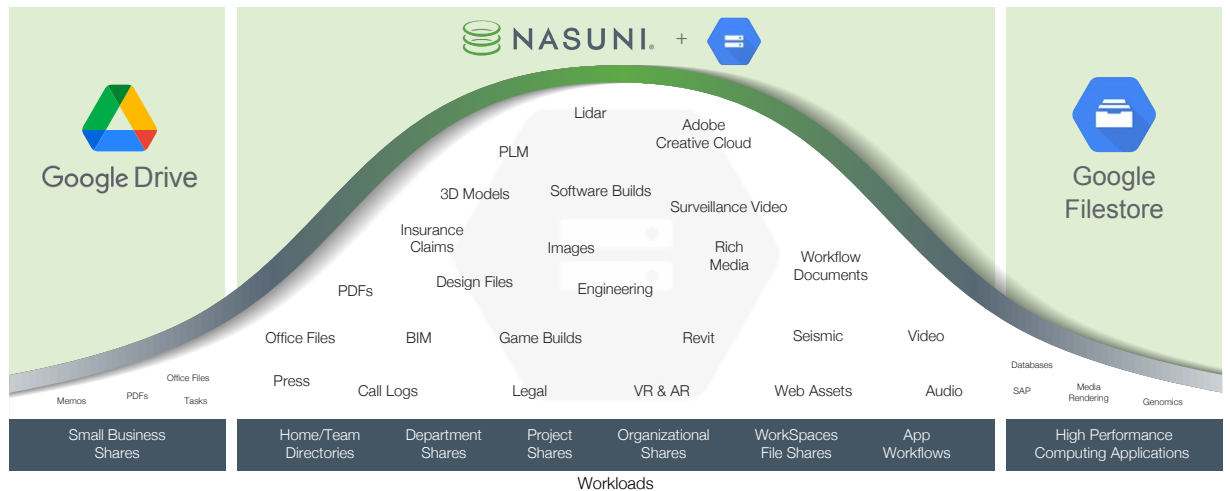 NASUNI®
+
Google Drive
Google
Filestore
Lidar
Adobe
Creative Cloud
PLM
3D Models
Software Builds
Surveillance Video
Insurance
Claims
Images
Rich
Media
Workflow
Documents
PDFs
Design Files
Engineering
Office Files
BIM
Game Builds
Revit
Seismic
Video
Press
Call Logs
Legal
VR & AR
Web Assets
Audio
Office Files
Memos
PDFs
Tasks
Databases
SAP
Media
Rendering
Genomics
Small Business
Shares
Home/Team
Directories
Department
Shares
Project
Shares
Organizational
Shares
WorkSpaces
File Shares
App
Workflows
High Performance
Computing Applications
Workloads